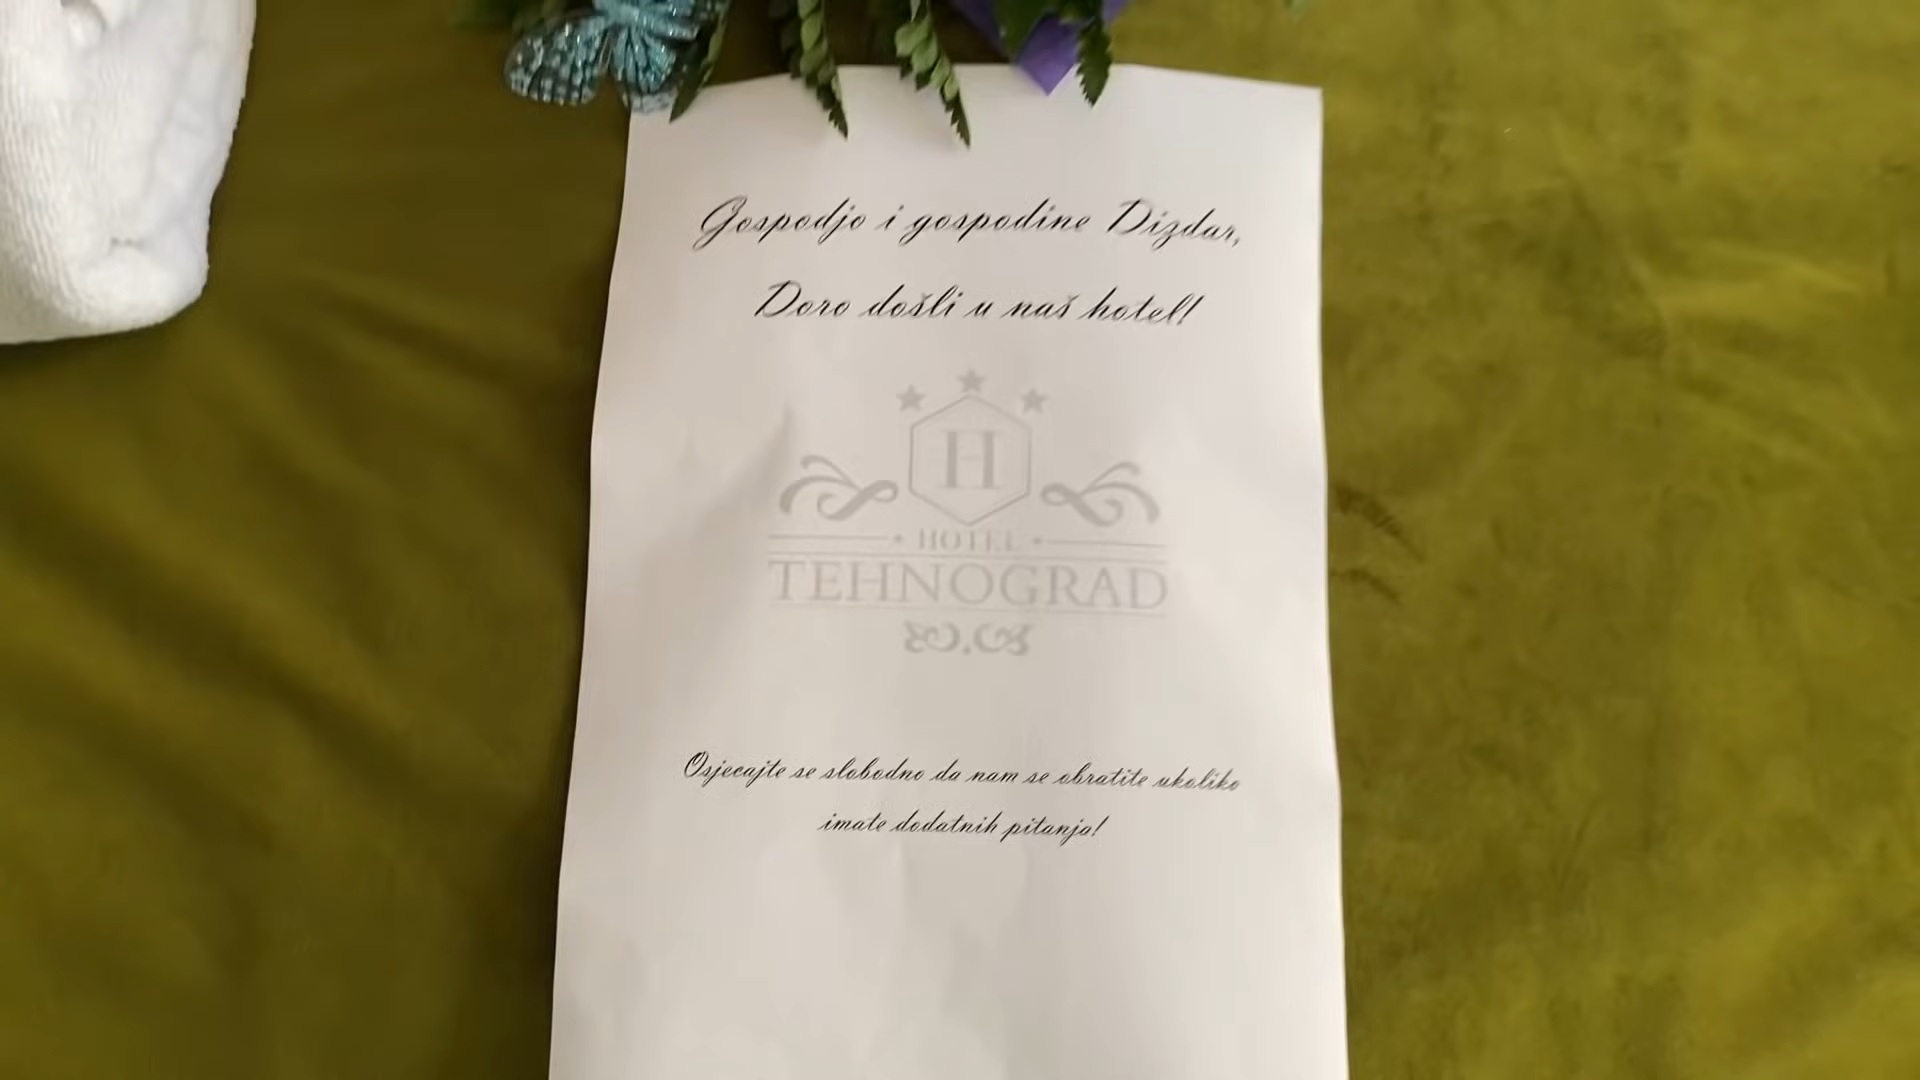 Gospodjo i gospodine Dizdar,
Doro došli u naš hotel!
H
HOTEL
TEHNOGRAD
Osjecajte se slobodno da nam se obratite ukoliko
imate dodatnih pitanja!